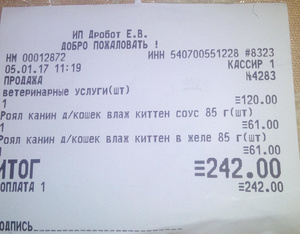 ИП Дробот Е.В.
ДОБРО ПОЖАЛОВАТЬ !
НМ 00012872 ИНН 540700551228 #8323
05.01.17 11:19 КАССИР 1
ПРОДАЖА №4283
ветеринарные услуги(шт)
1 ≡120.00
Роял канин д/кошек влаж киттен соус 85 г(шт)
1 ≡61.00
Роял канин д/кошек влаж киттен в желе 85 г(шт)
1 ≡61.00
ИТОГ ≡242.00
ОПЛАТА 1 ≡242.00
ПОДПИСЬ